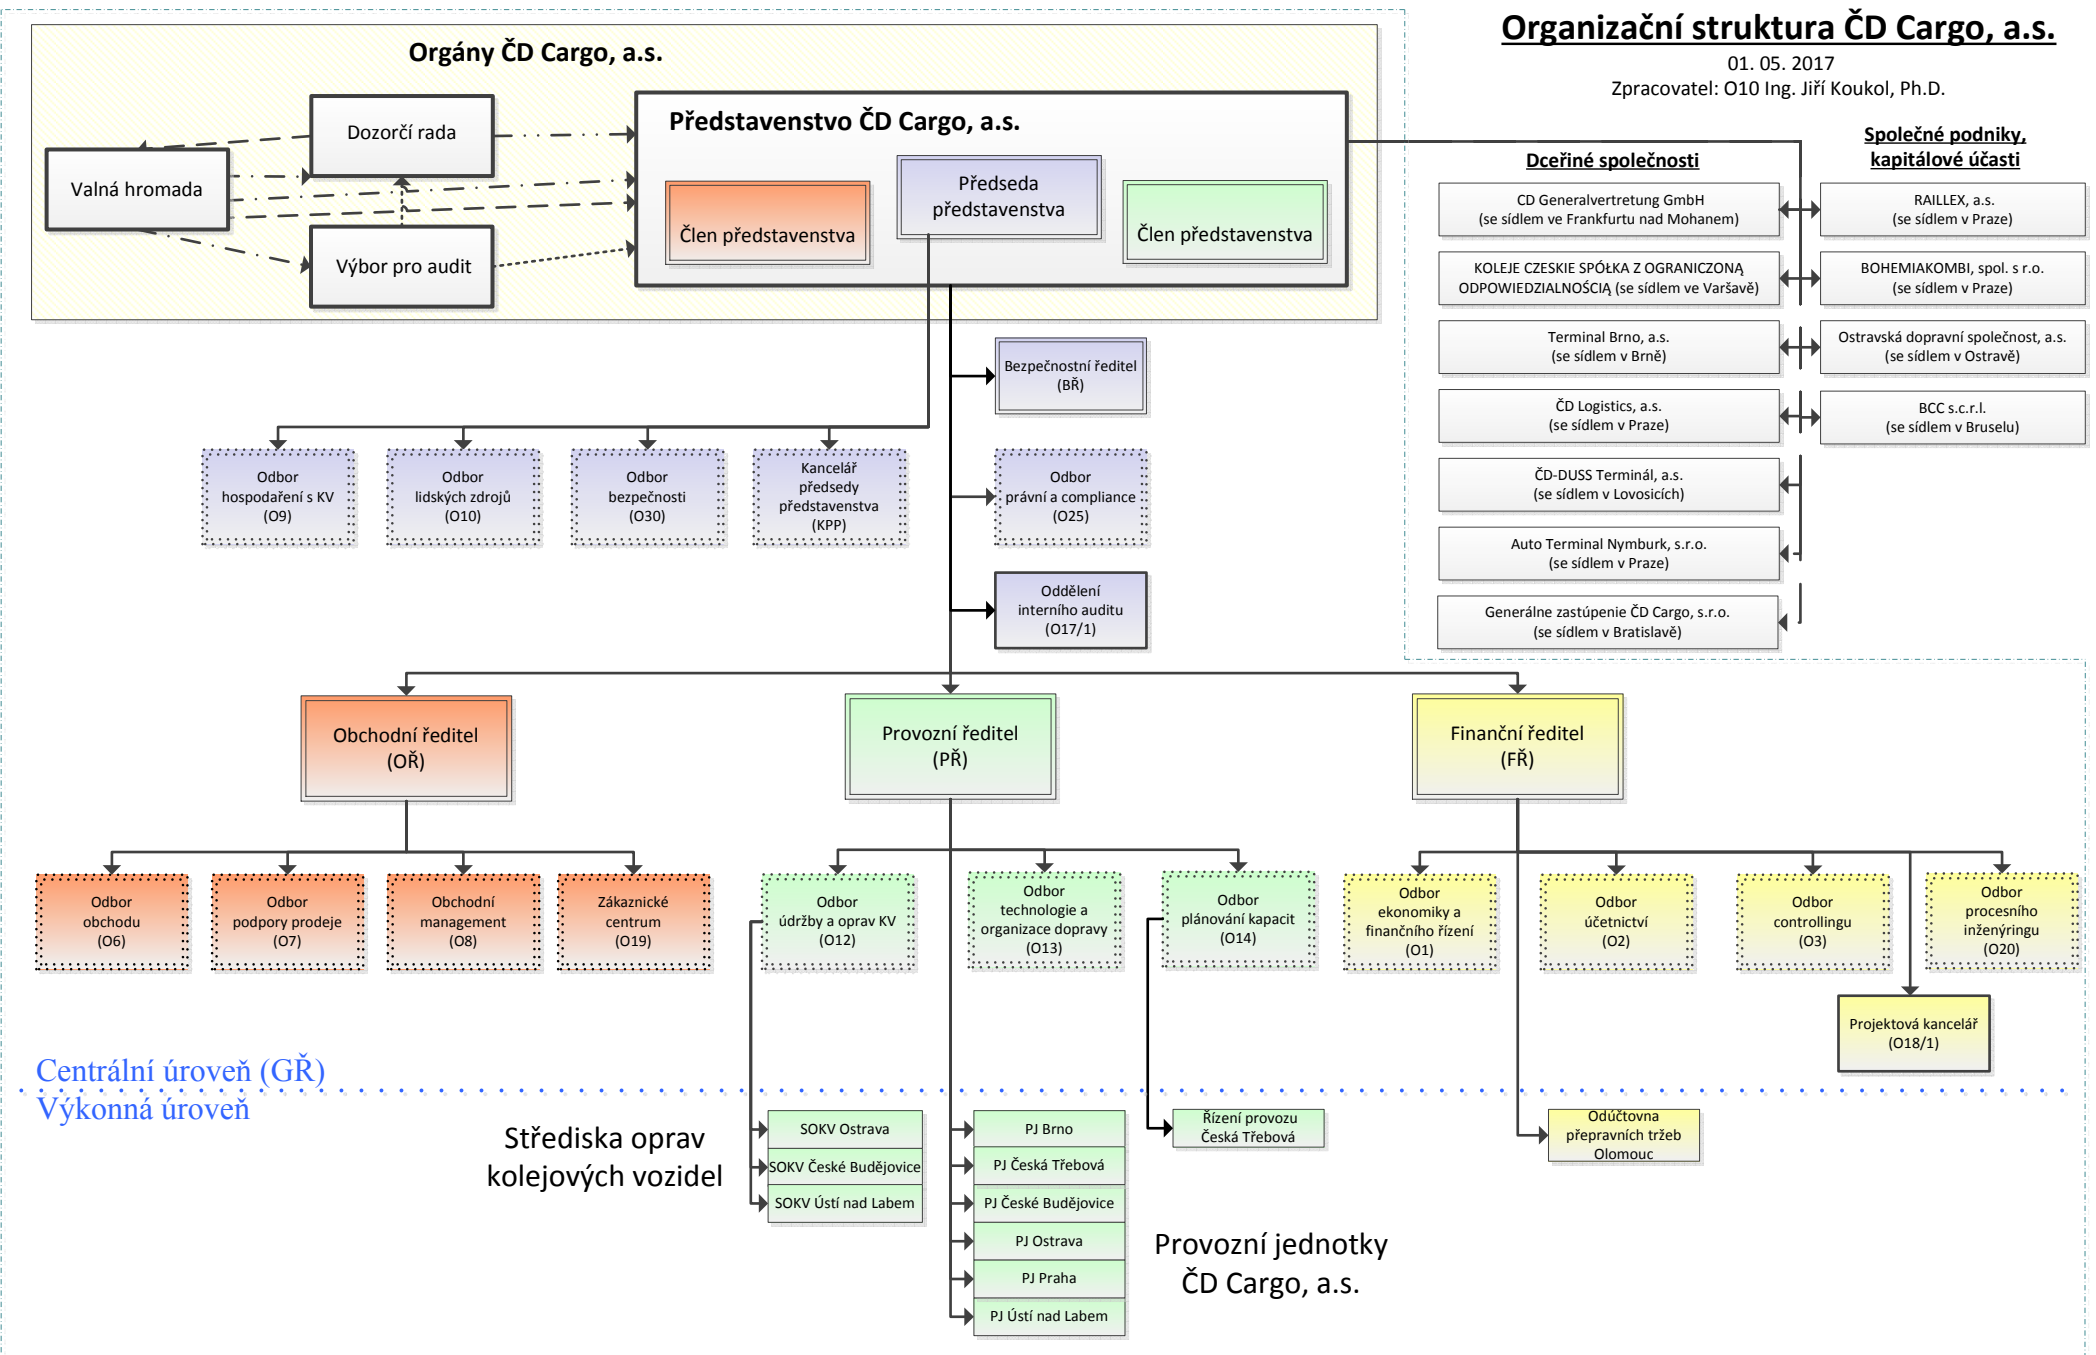 Organizační struktura ČD Cargo, a.s.
01. 05. 2017
Zpracovatel: O10 Ing. Jiří Koukol, Ph.D.
Orgány ČD Cargo, a.s.
Valná hromada
Dozorčí rada
Výbor pro audit
Představenstvo ČD Cargo, a.s.
Člen představenstva
Předseda
představenstva
Člen představenstva
Dceřiné společnosti
CD Generalvertretung GmbH
(se sídlem ve Frankfurtu nad Mohanem)
KOLEJE CZESKIE SPÓŁKA Z OGRANICZONĄ
ODPOWIEDZIALNOŚCIĄ (se sídlem ve Varšavě)
Terminal Brno, a.s.
(se sídlem v Brně)
ČD Logistics, a.s.
(se sídlem v Praze)
ČD-DUSS Terminál, a.s.
(se sídlem v Lovosicích)
Auto Terminal Nymburk, s.r.o.
(se sídlem v Praze)
Generálne zastúpenie ČD Cargo, s.r.o.
(se sídlem v Bratislavě)
Společné podniky,
kapitálové účasti
RAILLEX, a.s.
(se sídlem v Praze)
BOHEMIAKOMBI, spol. s r.o.
(se sídlem v Praze)
Ostravská dopravní společnost, a.s.
(se sídlem v Ostravě)
BCC s.c.r.l.
(se sídlem v Bruselu)
Bezpečnostní ředitel
(BŘ)
Odbor
hospodaření s KV
(O9)
Odbor
lidských zdrojů
(O10)
Odbor
bezpečnosti
(O30)
Kancelář
předsedy
představenstva
(KPP)
Odbor
právní a compliance
(O25)
Oddělení
interního auditu
(O17/1)
Obchodní ředitel
(OŘ)
Provozní ředitel
(PŘ)
Finanční ředitel
(FŘ)
Odbor
obchodu
(O6)
Odbor
podpory prodeje
(O7)
Obchodní
management
(O8)
Zákaznické
centrum
(O19)
Odbor
údržby a oprav KV
(O12)
Odbor
technologie a
organizace dopravy
(O13)
Odbor
plánování kapacit
(O14)
Odbor
ekonomiky a
finančního řízení
(O1)
Odbor
účetnictví
(O2)
Odbor
controllingu
(O3)
Odbor
procesního
inženýringu
(O20)
Projektová kancelář
(O18/1)
Centrální úroveň (GŘ)
Výkonná úroveň
Střediska oprav
kolejových vozidel
SOKV Ostrava
SOKV České Budějovice
SOKV Ústí nad Labem
PJ Brno
PJ Česká Třebová
PJ České Budějovice
PJ Ostrava
PJ Praha
PJ Ústí nad Labem
Provozní jednotky
ČD Cargo, a.s.
Řízení provozu
Česká Třebová
Odúčtovna
přepravních tržeb
Olomouc